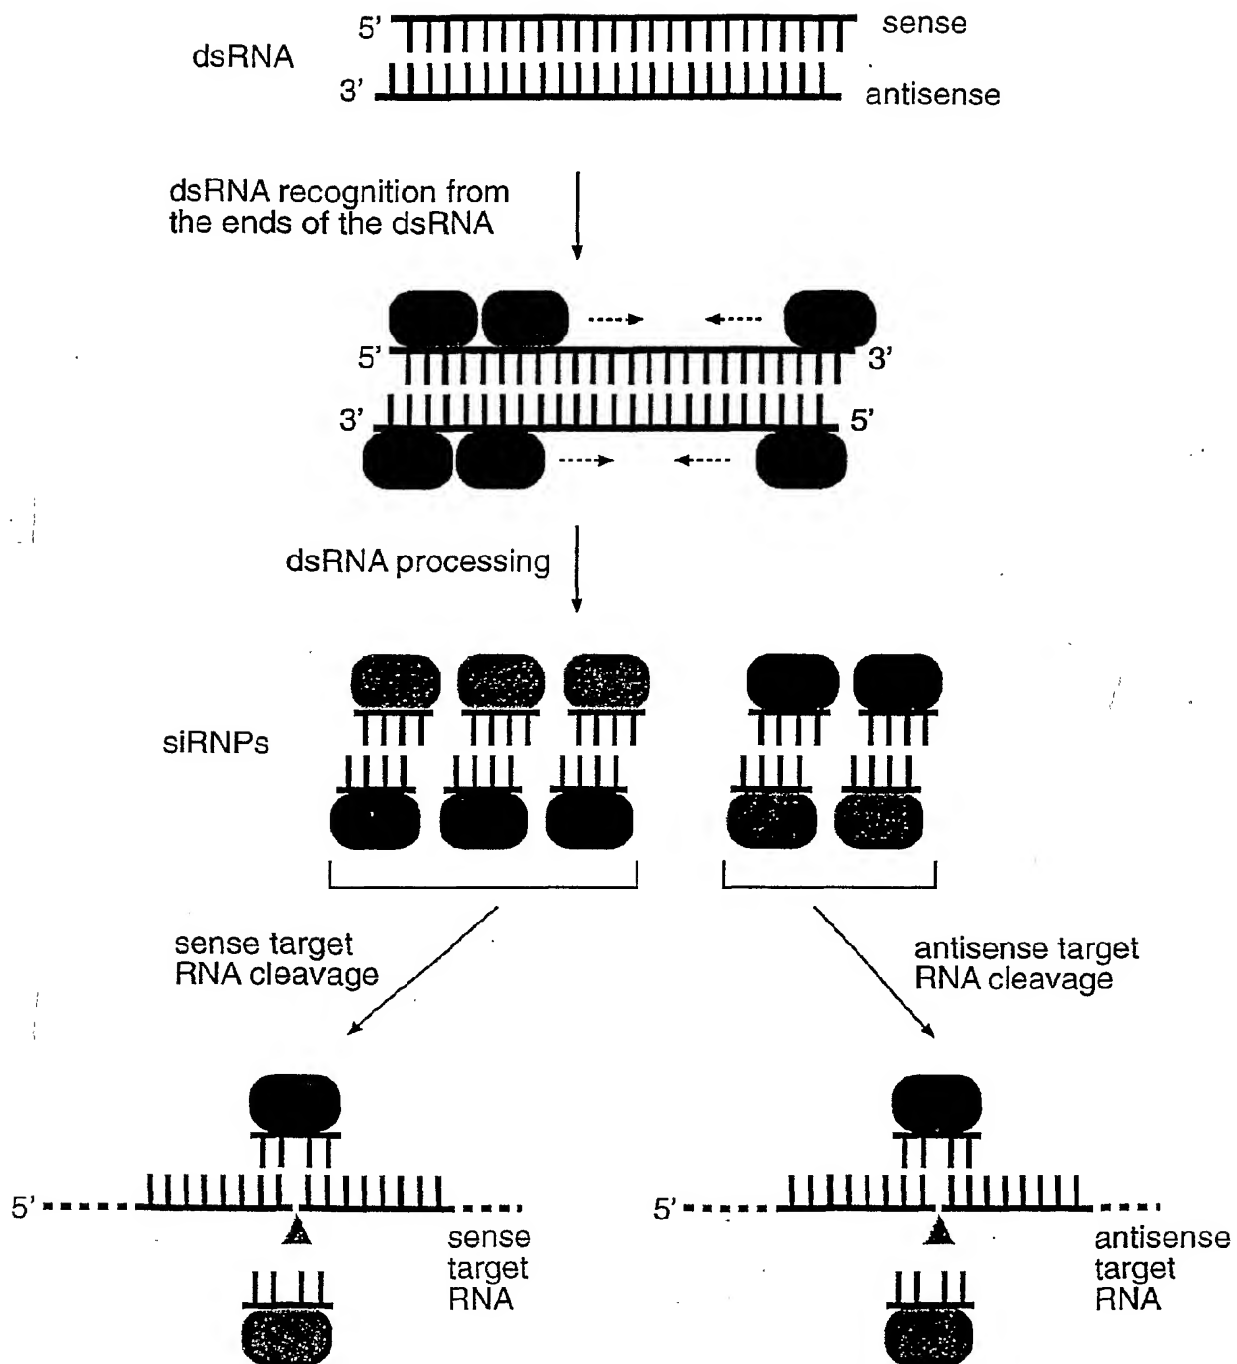 5' sense
dsRNA
3' antisense
dsRNA recognition from
the ends of the dsRNA
5' 3'
3' 5'
dsRNA processing
siRNPs
sense target
RNA cleavage
antisense target
RNA cleavage
5' 5'
sense
target
RNA
antisense
target
RNA